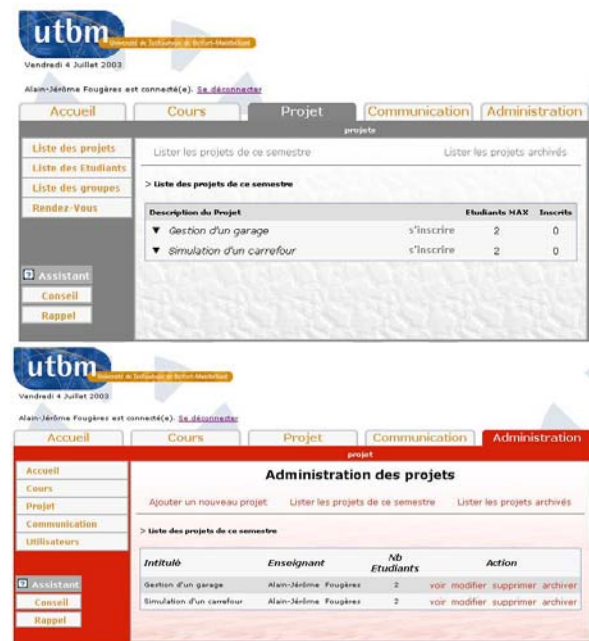 utbm
Université de Technologie de Belfort-Montbéliard
Vendredi 4 Juillet 2003
Alain-Jérôme Fougères est connecté(e). Se déconnecter
Accueil Cours Projet Communication Administration
projets
Liste des projets
Liste des Etudiants
Liste des groupes
Rendez-Vous
? Assistant
Conseil
Rappel
Lister les projets de ce semestre Lister les projets archivés
> Liste des projets de ce semestre
Description du Projet Etudiants MAX Inscrits
▼ Gestion d'un garage s'inscrire 2 0
▼ Simulation d'un carrefour s'inscrire 2 0
utbm
Université de Technologie de Belfort-Montbéliard
Vendredi 4 Juillet 2003
Alain-Jérôme Fougères est connecté(e). Se déconnecter
Accueil Cours Projet Communication Administration
projet
Accueil
Cours
Projet
Communication
Utilisateurs
? Assistant
Conseil
Rappel
Administration des projets
Ajouter un nouveau projet Lister les projets de ce semestre Lister les projets archivés
> Liste des projets de ce semestre
Intitulé Enseignant Nb Etudiants Action
Gestion d'un garage Alain-Jérôme Fougères 2 voir modifier supprimer archiver
Simulation d'un carrefour Alain-Jérôme Fougères 2 voir modifier supprimer archiver